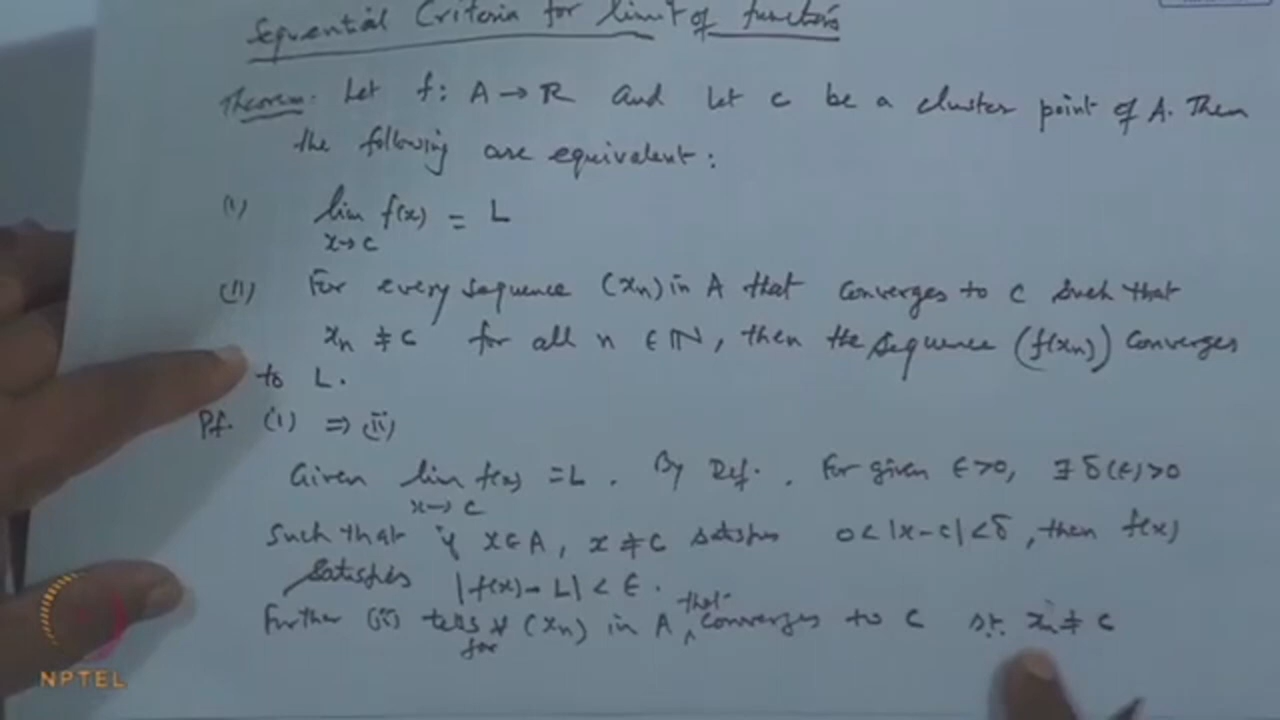 Sequential Criteria for limit of functions
Theorem. Let f: A → R and let c be a cluster point of A. Then
the following are equivalent:
(i) lim f(x) = L
x→c
(ii) For every sequence (xn) in A that converges to c such that
xn ≠ c for all n ∈ N, then the sequence (f(xn)) converges
to L.
Pf. (i) ⇒ (ii)
Given lim f(x) = L. By Def. For given ε>0, ∃ δ(ε)>0
x→c
Such that if x∈A, x≠c satisfies 0<|x-c|<δ, then f(x)
Satisfies |f(x)-L|<ε.
Further (ii) tells for (xn) in A that converges to c st. xn≠c
NPTEL